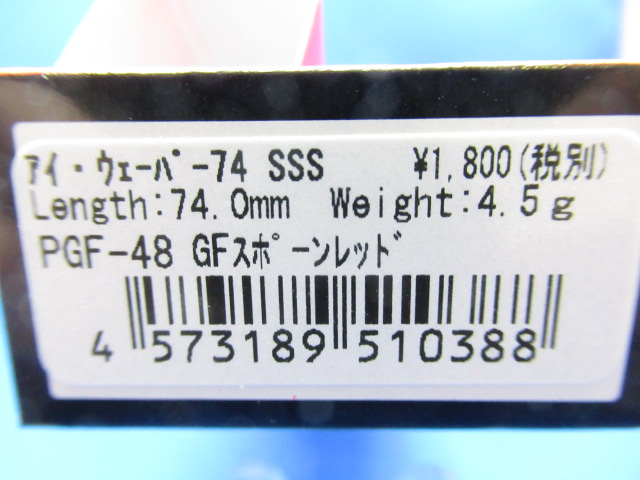 アイ・ウェーバー74 SSS ¥1,800(税別)
Length:74.0mm Weight:4.5g
PGF-48 GFスポーンレッド
4 573189 510388